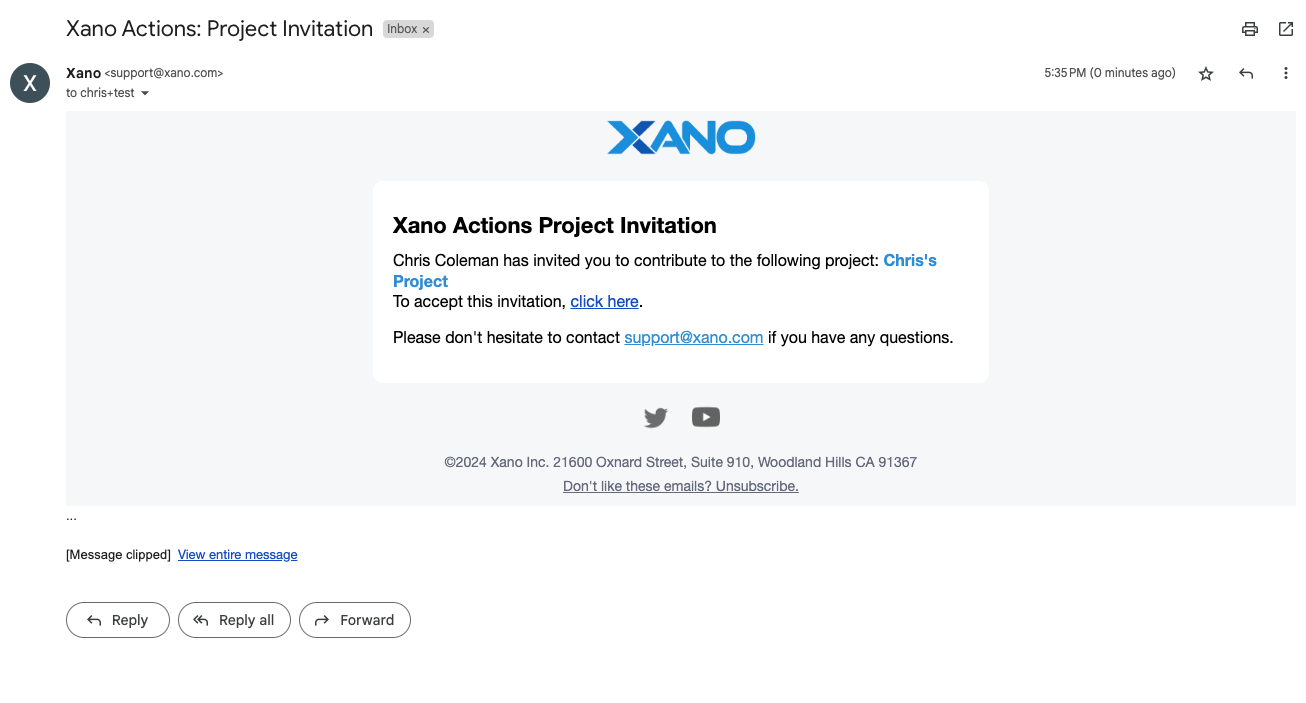 Xano Actions: Project Invitation Inbox ×
X
Xano <support@xano.com> 5:35 PM (0 minutes ago)
to chris+test
XANO
Xano Actions Project Invitation
Chris Coleman has invited you to contribute to the following project: Chris's
Project
To accept this invitation, click here.
Please don't hesitate to contact support@xano.com if you have any questions.
©2024 Xano Inc. 21600 Oxnard Street, Suite 910, Woodland Hills CA 91367
Don't like these emails? Unsubscribe.
...
[Message clipped] View entire message
Reply Reply all Forward